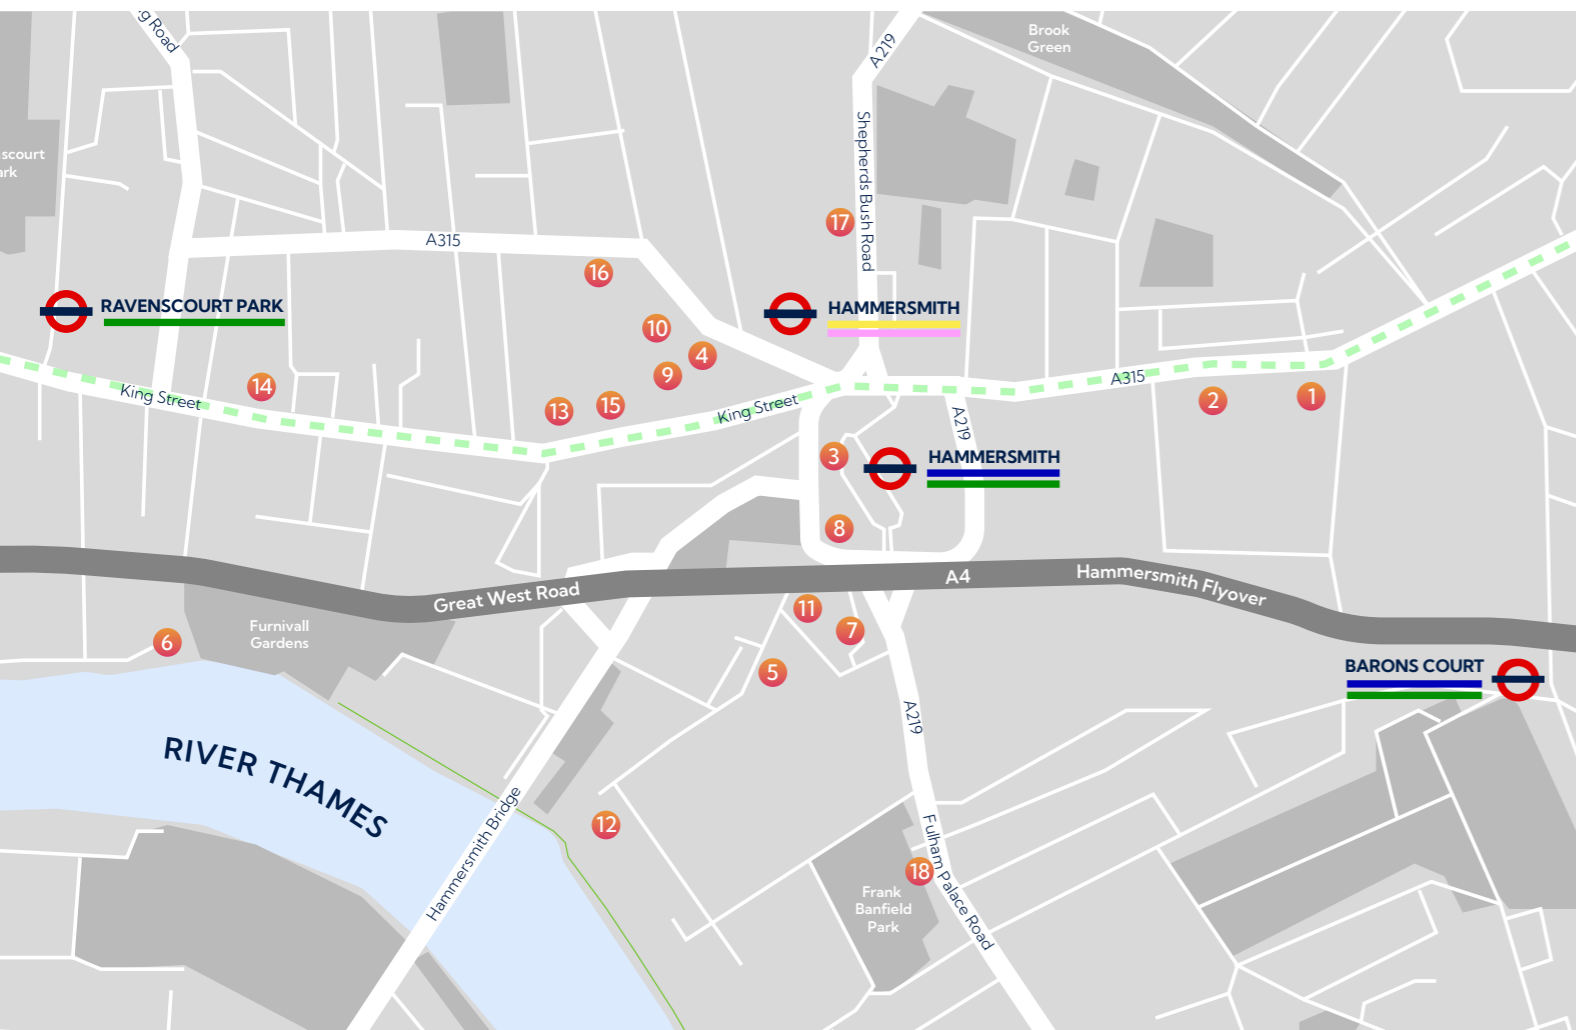 Road
A219
Brook
Green
Shepherds Bush Road
17
A315
16
RAVENSCOURT PARK
HAMMERSMITH
10
4
9
14
King Street
13
15
King Street
A315
2
1
A219
3
HAMMERSMITH
8
A4
Hammersmith Flyover
Great West Road
11
7
6
Furnivall
Gardens
5
BARONS COURT
A219
RIVER THAMES
Hammersmith Bridge
12
Fulham Palace Road
18
Frank
Banfield
Park